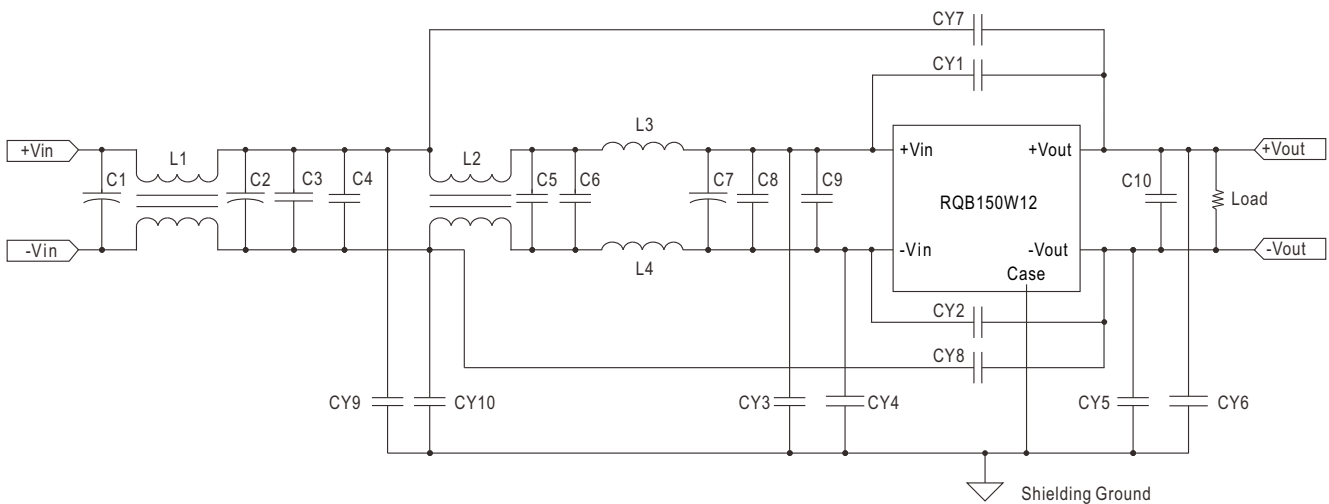 CY7
CY1
L3
+Vin
L1
L2
+Vin
+Vout
+Vout
C1
C2
C3
C4
C5
C6
C7
C8
C9
RQB150W12
C10
Load
-Vin
L4
-Vin
-Vout
-Vout
Case
CY2
CY8
CY9
CY10
CY3
CY4
CY5
CY6
Shielding Ground